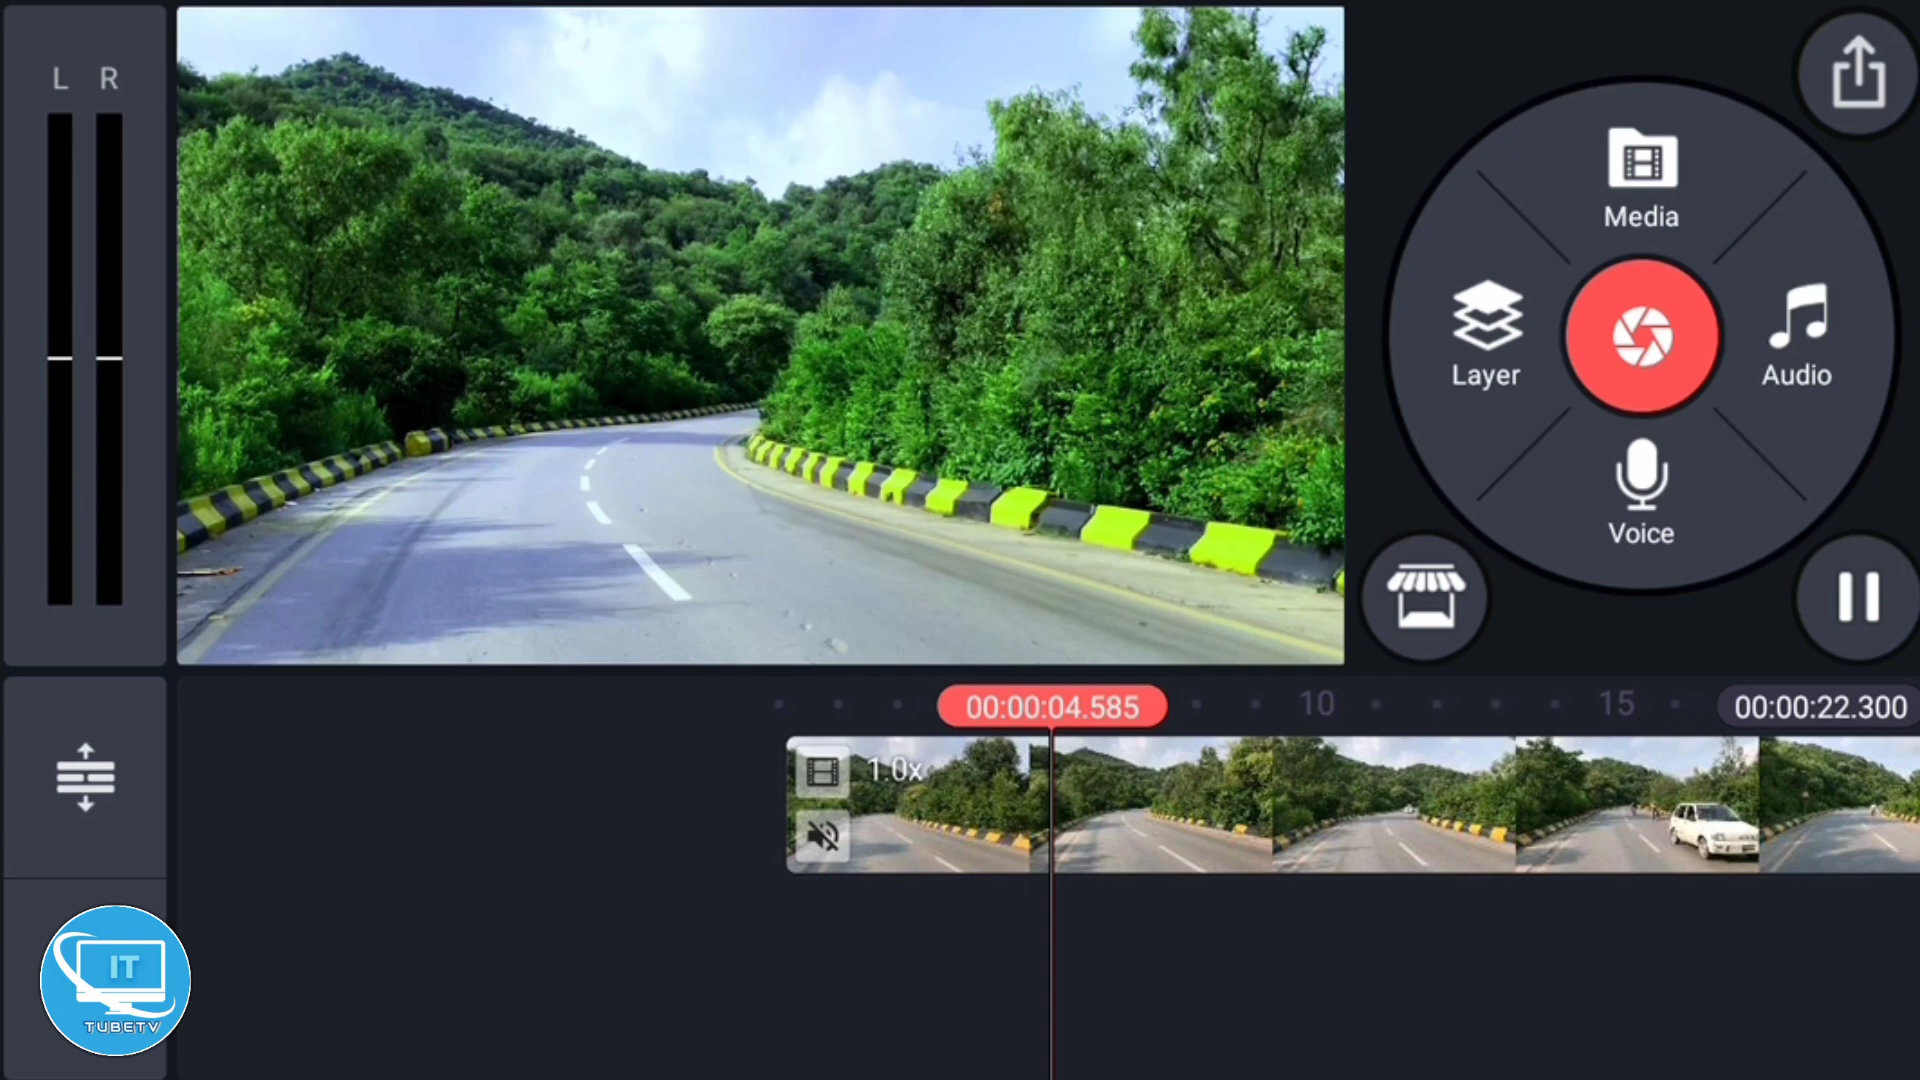 L R
Media
Layer
Audio
Voice
00:00:04.585
10
15
00:00:22.300
1.0x
IT
TUBETV